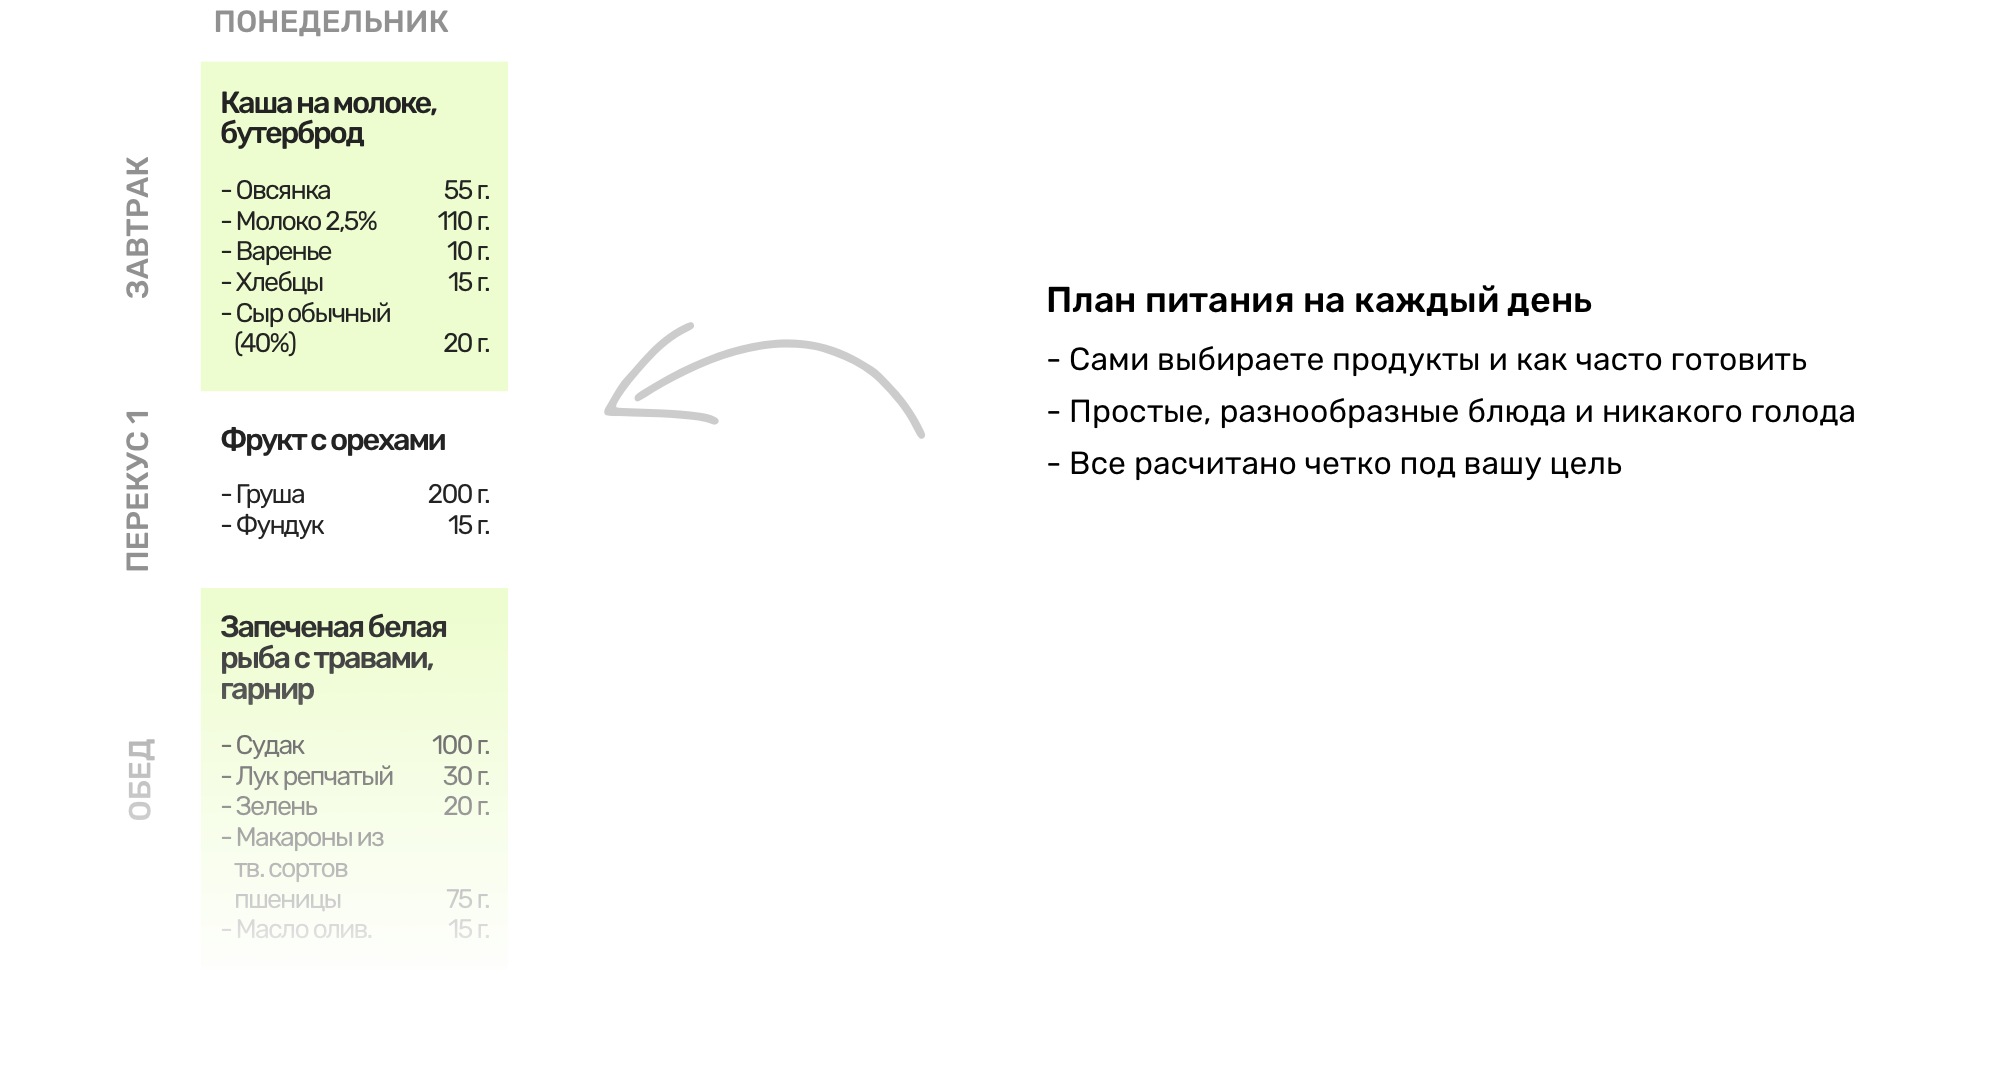 ПОНЕДЕЛЬНИК
ЗАВТРАК
Каша на молоке,
бутерброд
- Овсянка 55 г.
- Молоко 2,5% 110 г.
- Варенье 10 г.
- Хлебцы 15 г.
- Сыр обычный
(40%) 20 г.
ПЕРЕКУС 1
Фрукт с орехами
- Груша 200 г.
- Фундук 15 г.
ОБЕД
Запеченая белая
рыба с травами,
гарнир
- Судак 100 г.
- Лук репчатый 30 г.
- Зелень 20 г.
- Макароны из
тв. сортов
пшеницы 75 г.
- Масло олив. 15 г.
План питания на каждый день
- Сами выбираете продукты и как часто готовить
- Простые, разнообразные блюда и никакого голода
- Все расчитано четко под вашу цель